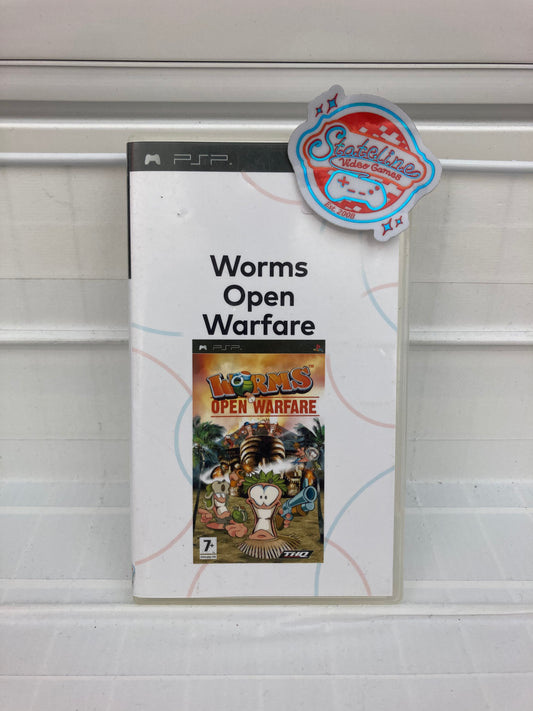 PSP
Stateline
Video Games
Est. 2008
Worms
Open
Warfare
PSP
WORMS
OPEN WARFARE
7+
THQ